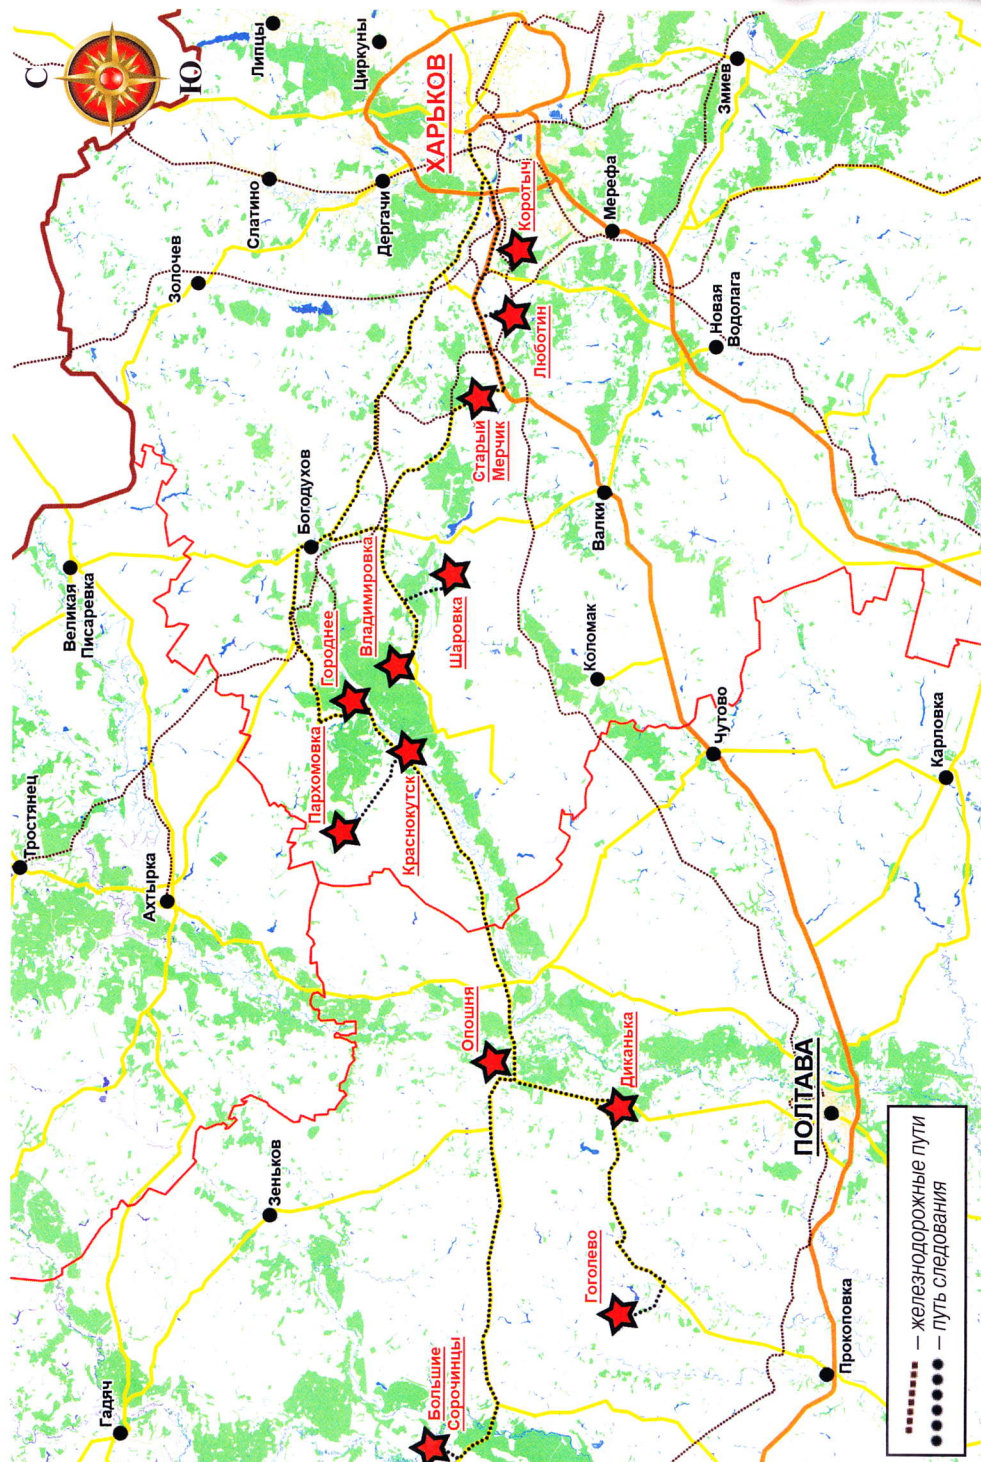 С
Ю
Липцы
Циркуны
ХАРЬКОВ
Змиев
Слатино
Дергачи
Золочев
Коротыч
Мерефа
Люботин
Новая
Водолага
Старый
Мерчик
Валки
Богодухов
Великая
Писаревка
Владимировка
Городнее
Шаровка
Коломак
Чутово
Карловка
Пархомовка
Краснокутск
Тростянец
Ахтырка
Опошня
Диканька
ПОЛТАВА
Зеньков
Гоголево
Прокоповка
Гадяч
Большие
Сорочинцы
— железнодорожные пути
— путь следования